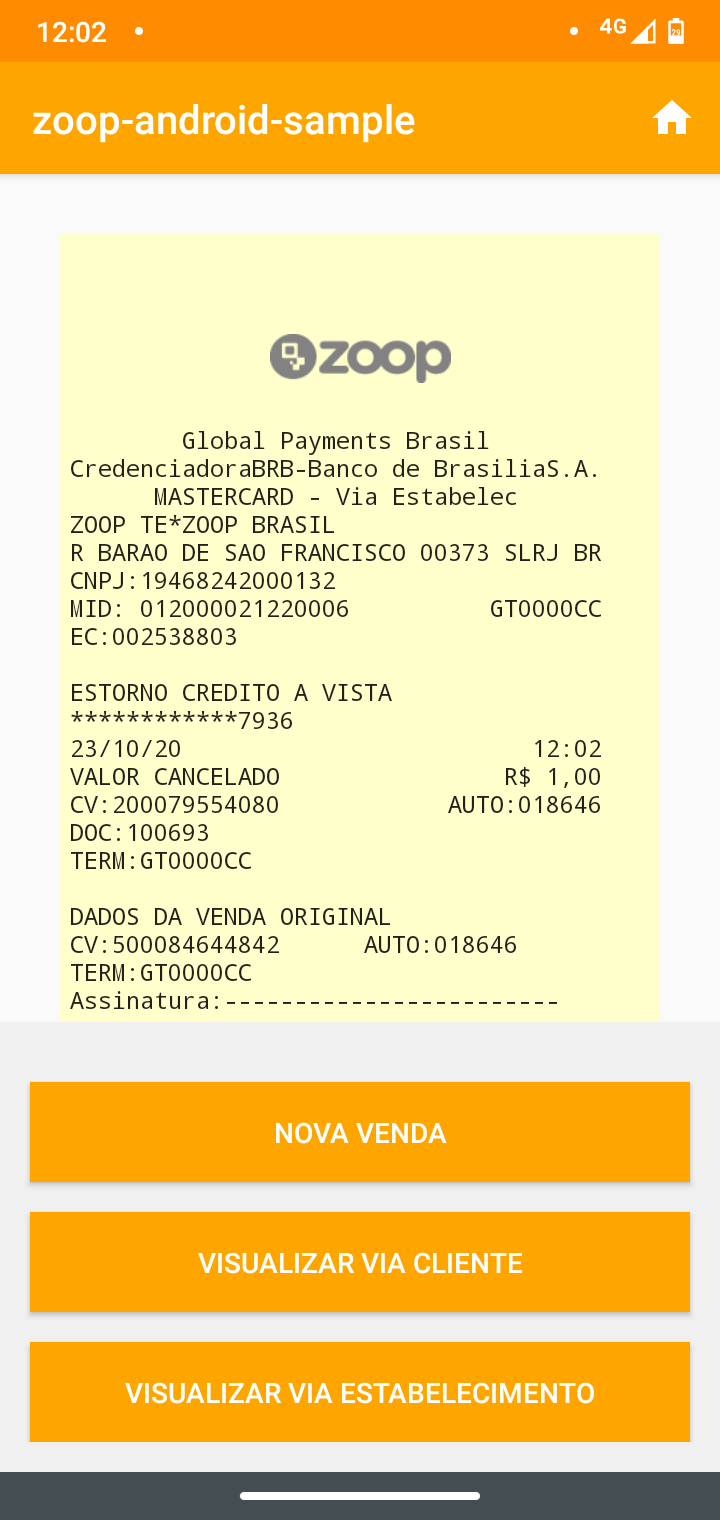 12:02
4G
29
zoop-android-sample
zoop
Global Payments Brasil
CredenciadoraBRB-Banco de BrasiliaS.A.
MASTERCARD - Via Estabelec
ZOOP TE*ZOOP BRASIL
R BARAO DE SAO FRANCISCO 00373 SLRJ BR
CNPJ:19468242000132
MID: 012000021220006 GT0000CC
EC:002538803
ESTORNO CREDITO A VISTA
************7936
23/10/20 12:02
VALOR CANCELADO R$ 1,00
CV:200079554080 AUTO:018646
DOC:100693
TERM:GT0000CC
DADOS DA VENDA ORIGINAL
CV:500084644842 AUTO:018646
TERM:GT0000CC
Assinatura:------------------------
NOVA VENDA
VISUALIZAR VIA CLIENTE
VISUALIZAR VIA ESTABELECIMENTO